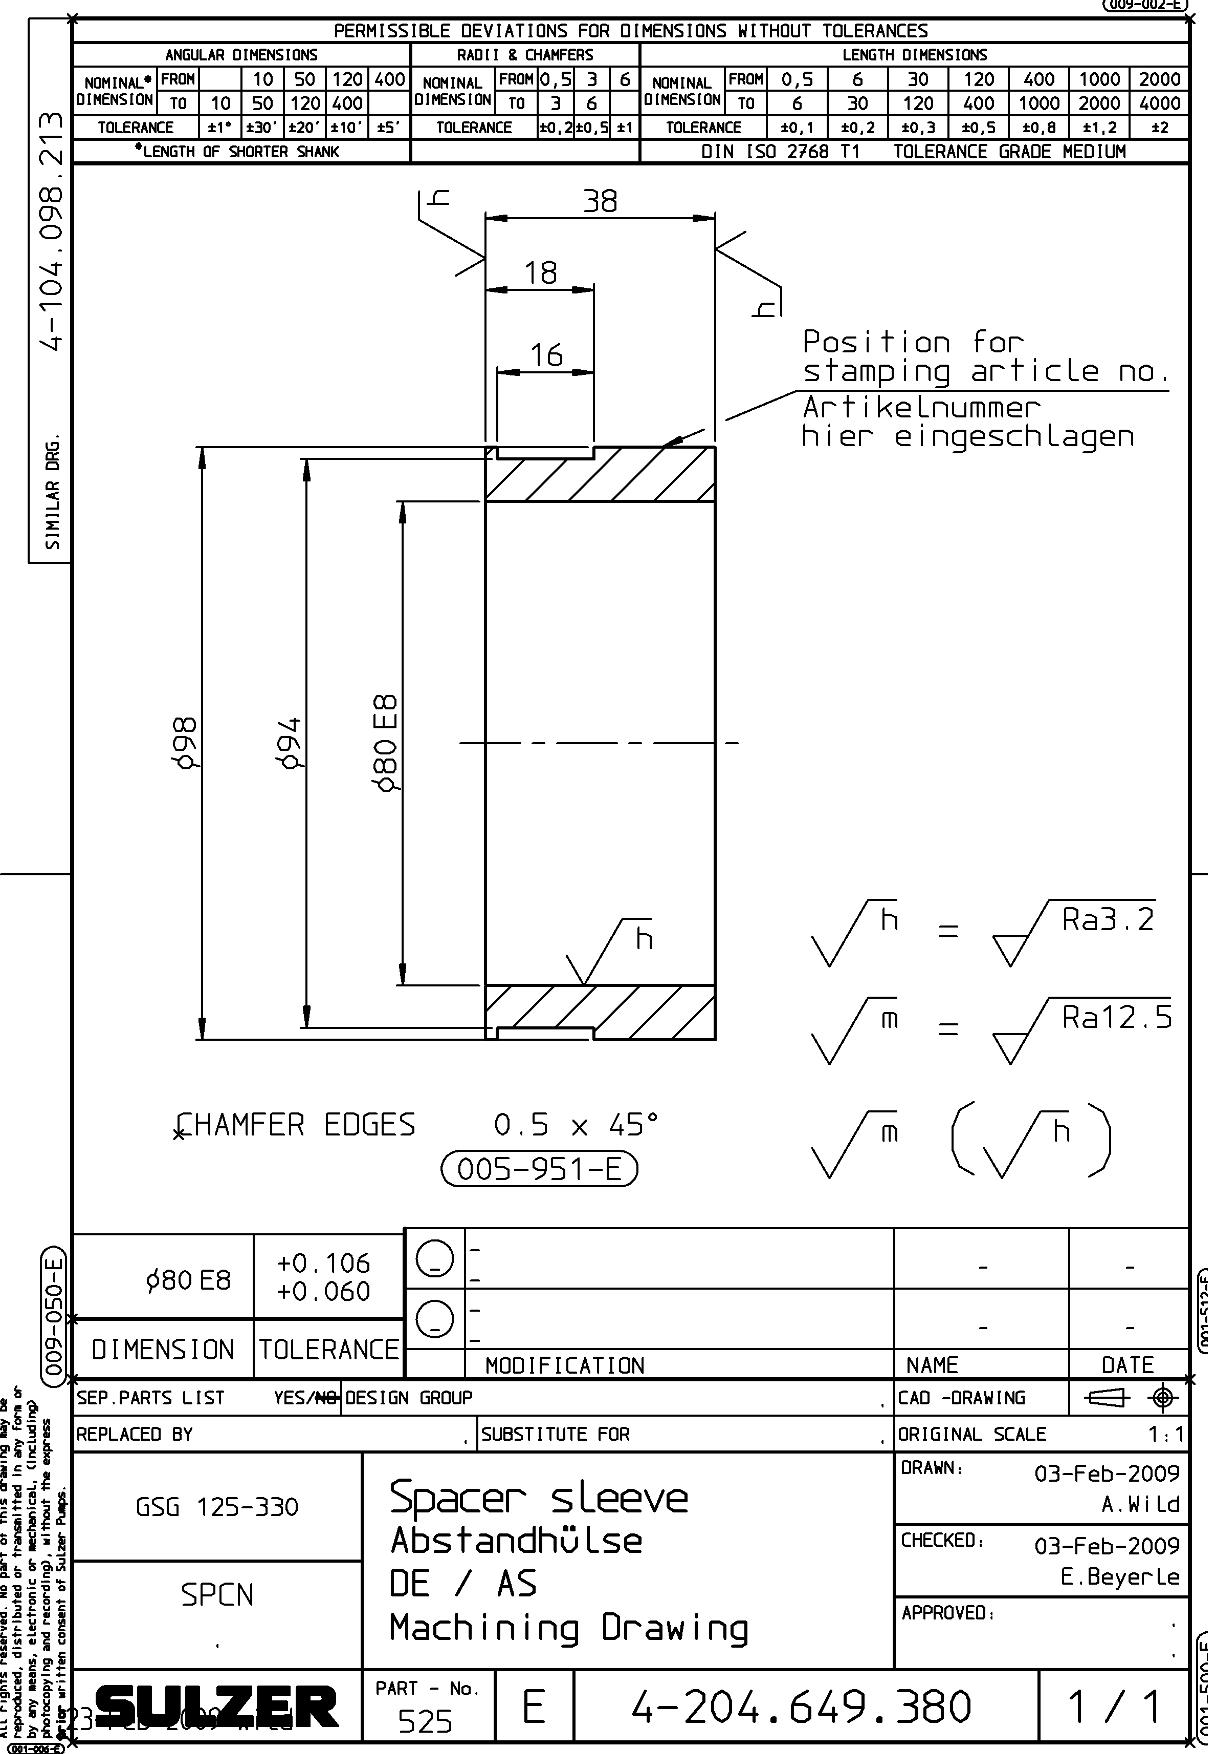 009-002-E
PERMISSIBLE DEVIATIONS FOR DIMENSIONS WITHOUT TOLERANCES
ANGULAR DIMENSIONS RADII & CHAMFERS LENGTH DIMENSIONS
NOMINAL* DIMENSION FROM 10 50 120 400 NOMINAL DIMENSION FROM 0,5 3 6 NOMINAL DIMENSION FROM 0,5 6 30 120 400 1000 2000
TO 10 50 120 400 TO 3 6 TO 6 30 120 400 1000 2000 4000
TOLERANCE ±1° ±30' ±20' ±10' ±5' TOLERANCE ±0,2 ±0,5 ±1 TOLERANCE ±0,1 ±0,2 ±0,3 ±0,5 ±0,8 ±1,2 ±2
*LENGTH OF SHORTER SHANK DIN ISO 2768 T1 TOLERANCE GRADE MEDIUM
SIMILAR DRG. 4-104.098.213
h
38
18
h
16
Position for
stamping article no.
Artikelnummer
hier eingeschlagen
ϕ98
ϕ94
ϕ80 E8
h
h = Ra3.2
m = Ra12.5
m ( h )
CHAMFER EDGES 0.5 x 45°
005-951-E
009-050-E
ϕ80 E8 +0.106
+0.060
DIMENSION TOLERANCE
- - -
-
- - -
-
MODIFICATION NAME DATE
001-512-E
SEP.PARTS LIST YES/NO DESIGN GROUP . CAD -DRAWING
REPLACED BY . SUBSTITUTE FOR . ORIGINAL SCALE 1:1
GSG 125-330
SPCN
.
Spacer sleeve
Abstandhülse
DE / AS
Machining Drawing
DRAWN: 03-Feb-2009
A.Wild
CHECKED: 03-Feb-2009
E.Beyerle
APPROVED: .
.
SULZER
23-Feb-2009 Wild
PART - No.
525
E
4-204.649.380
1 / 1
All rights reserved. No part of this drawing may be
reproduced, distributed or transmitted in any form or
by any means, electronic or mechanical, (including)
photocopying and recording), without the express
prior written consent of Sulzer Pumps.
001-006-E
001-500-E